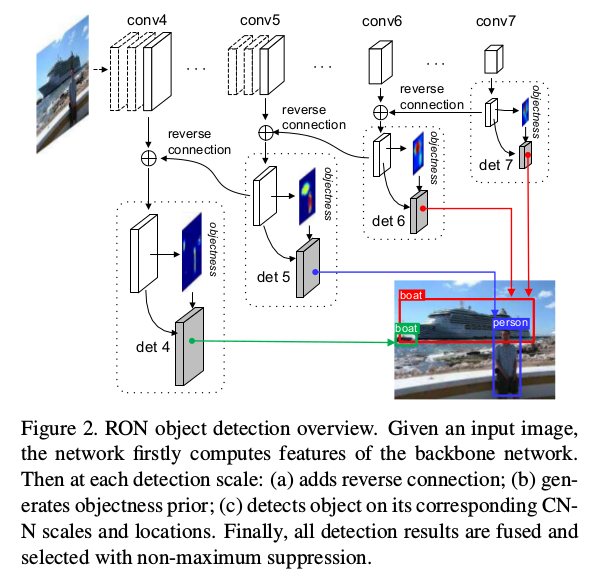 conv4
conv5
conv6
conv7
. . .
. . .
. . .
reverse
connection
reverse
connection
reverse
connection
objectness
det 7
objectness
det 6
objectness
det 5
objectness
det 4
boat
person
boat
Figure 2. RON object detection overview. Given an input image,
the network firstly computes features of the backbone network.
Then at each detection scale: (a) adds reverse connection; (b) gen-
erates objectness prior; (c) detects object on its corresponding CN-
N scales and locations. Finally, all detection results are fused and
selected with non-maximum suppression.